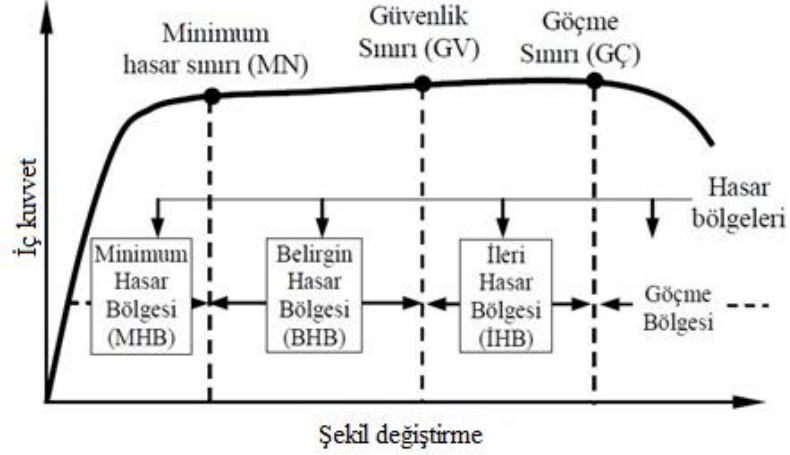 Minimum
hasar sınırı (MN)
Güvenlik
Sınırı (GV)
Göçme
Sınırı (GÇ)
İç kuvvet
Hasar
bölgeleri
Minimum
Hasar
Bölgesi
(MHB)
Belirgin
Hasar
Bölgesi
(BHB)
İleri
Hasar
Bölgesi
(İHB)
Göçme
Bölgesi
Şekil değiştirme